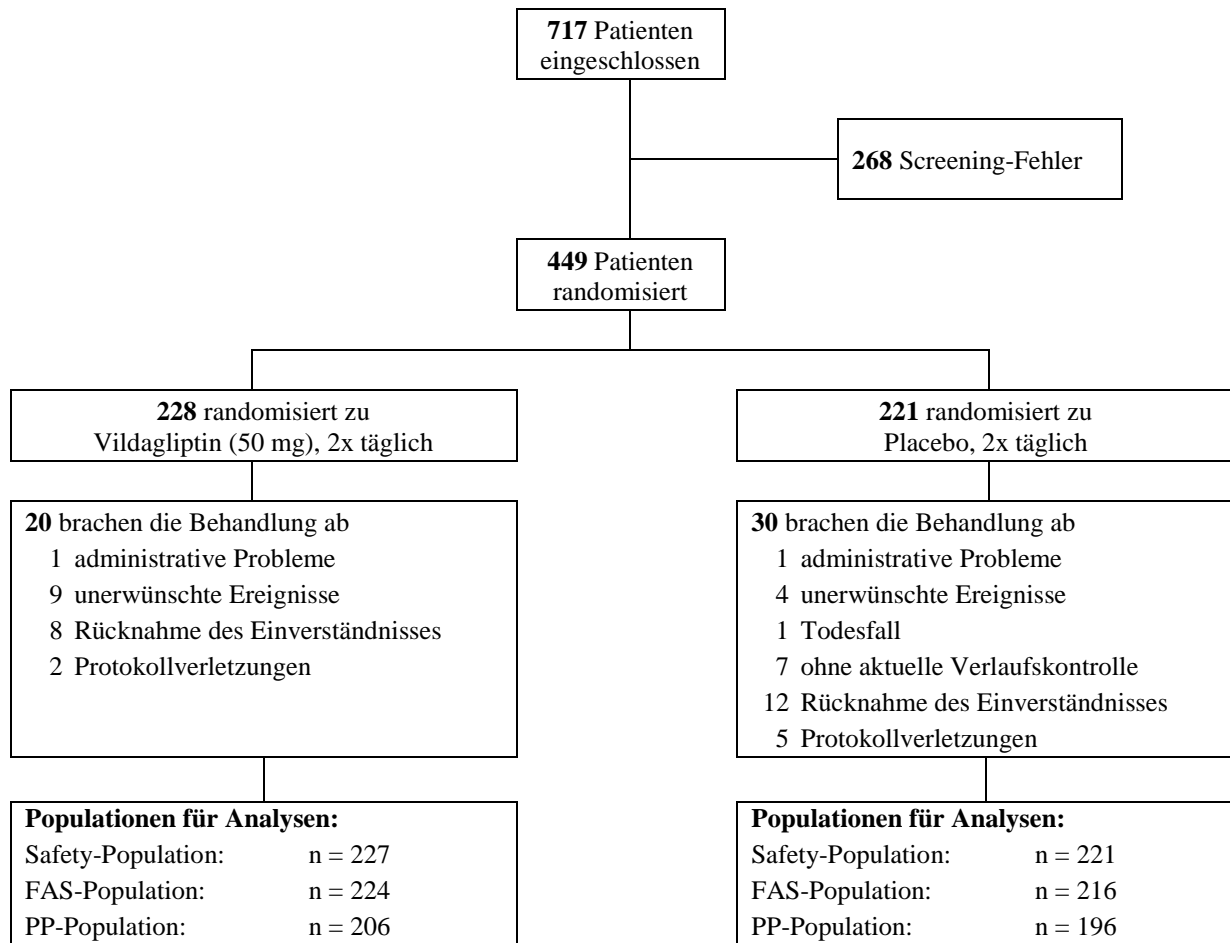 717 Patienten
eingeschlossen
268 Screening-Fehler
449 Patienten
randomisiert
228 randomisiert zu
Vildagliptin (50 mg), 2x täglich
221 randomisiert zu
Placebo, 2x täglich
20 brachen die Behandlung ab
1 administrative Probleme
9 unerwünschte Ereignisse
8 Rücknahme des Einverständnisses
2 Protokollverletzungen
30 brachen die Behandlung ab
1 administrative Probleme
4 unerwünschte Ereignisse
1 Todesfall
7 ohne aktuelle Verlaufskontrolle
12 Rücknahme des Einverständnisses
5 Protokollverletzungen
Populationen für Analysen:
Safety-Population: n = 227
FAS-Population: n = 224
PP-Population: n = 206
Populationen für Analysen:
Safety-Population: n = 221
FAS-Population: n = 216
PP-Population: n = 196